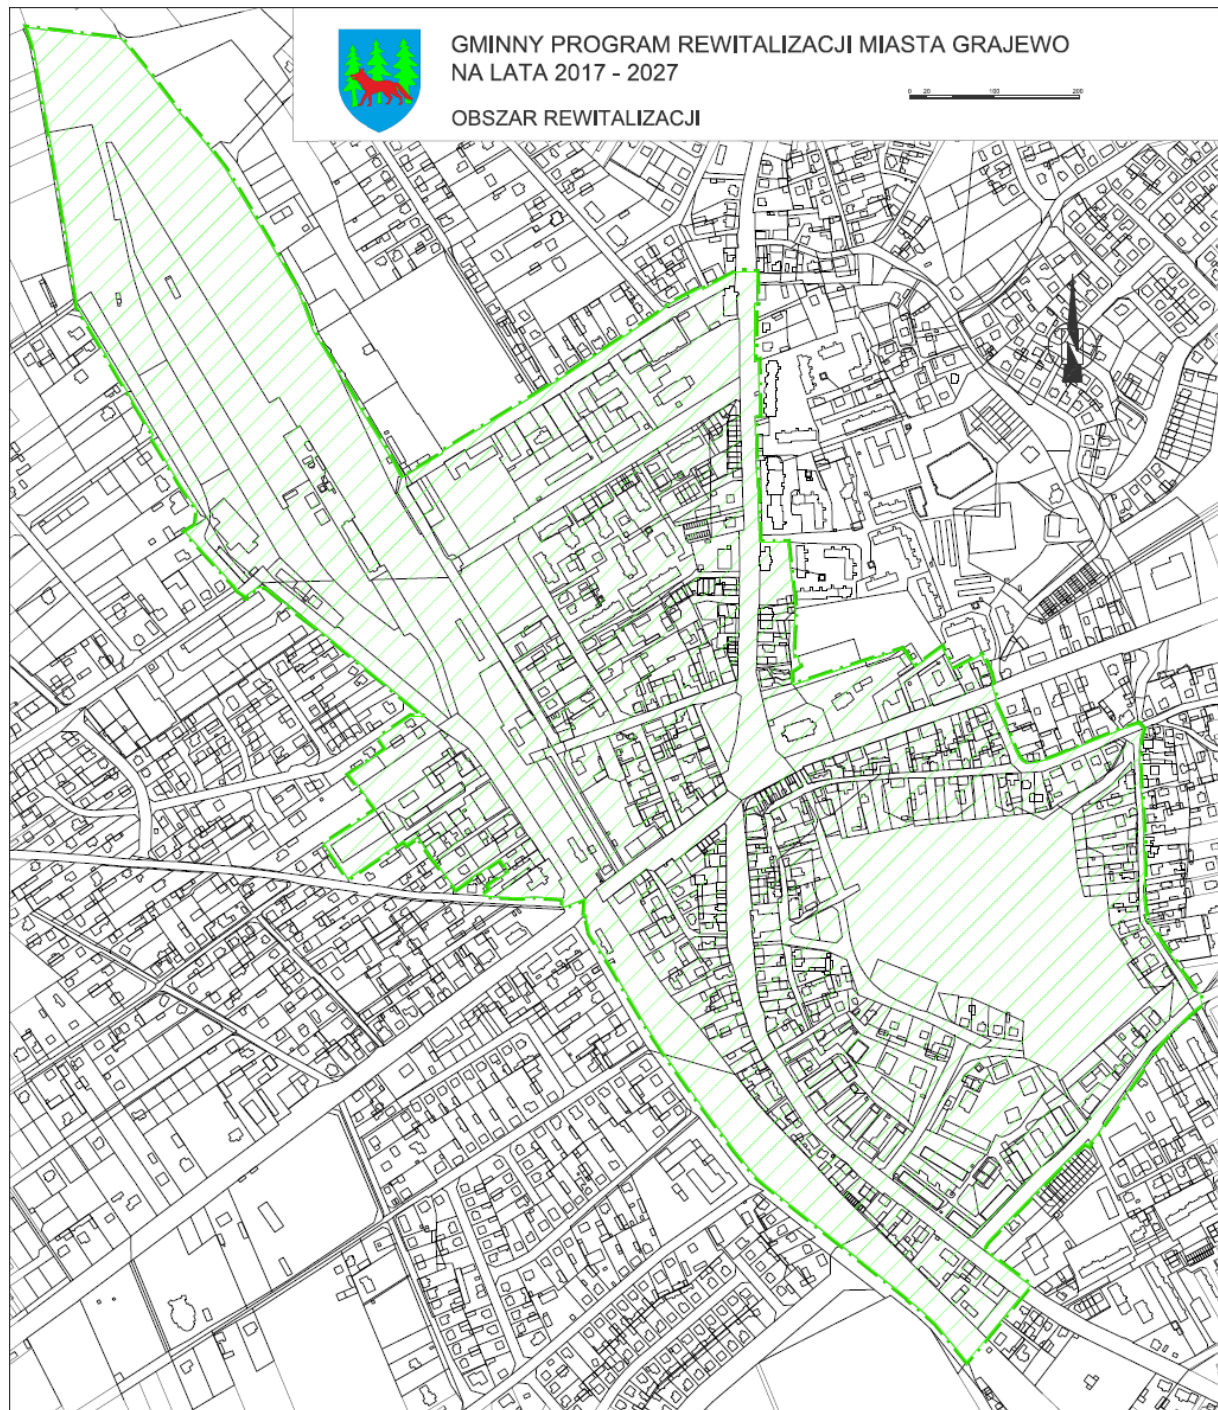 GMINNY PROGRAM REWITALIZACJI MIASTA GRAJEWO
NA LATA 2017 - 2027
0 20 100 200
OBSZAR REWITALIZACJI